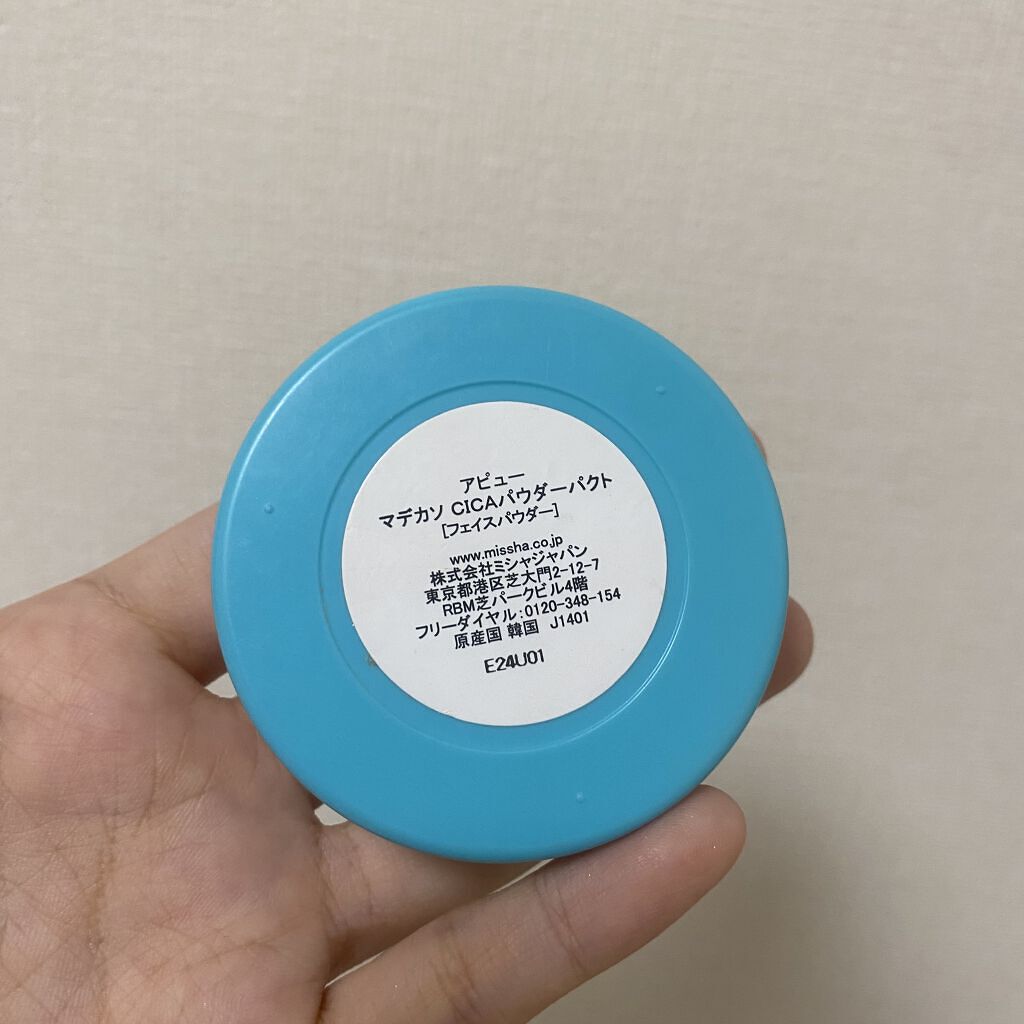 アピュー
マデカソ CICAパウダーパクト
[フェイスパウダー]
www.missha.co.jp
株式会社ミシャジャパン
東京都港区芝大門2-12-7
RBM芝パークビル4階
フリーダイヤル:0120-348-154
原産国 韓国 J1401
E24U01